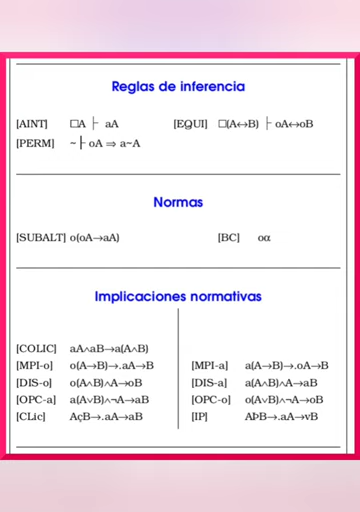 Reglas de inferencia
[AINT] □A ├ aA [EQUI] □(A↔B) ├ oA↔oB
[PERM] ~├ oA ⇒ a~A
Normas
[SUBALT] o(oA→aA) [BC] oα
Implicaciones normativas
[COLIC] aA∧aB→a(A∧B)
[MPI-o] o(A→B)→.aA→B [MPI-a] a(A→B)→.oA→B
[DIS-o] o(A∧B)∧A→oB [DIS-a] a(A∧B)∧A→aB
[OPC-a] a(A∨B)∧¬A→aB [OPC-o] o(A∨B)∧¬A→oB
[CLíc] AçB→.aA→aB [IP] AÞB→.aA→vB